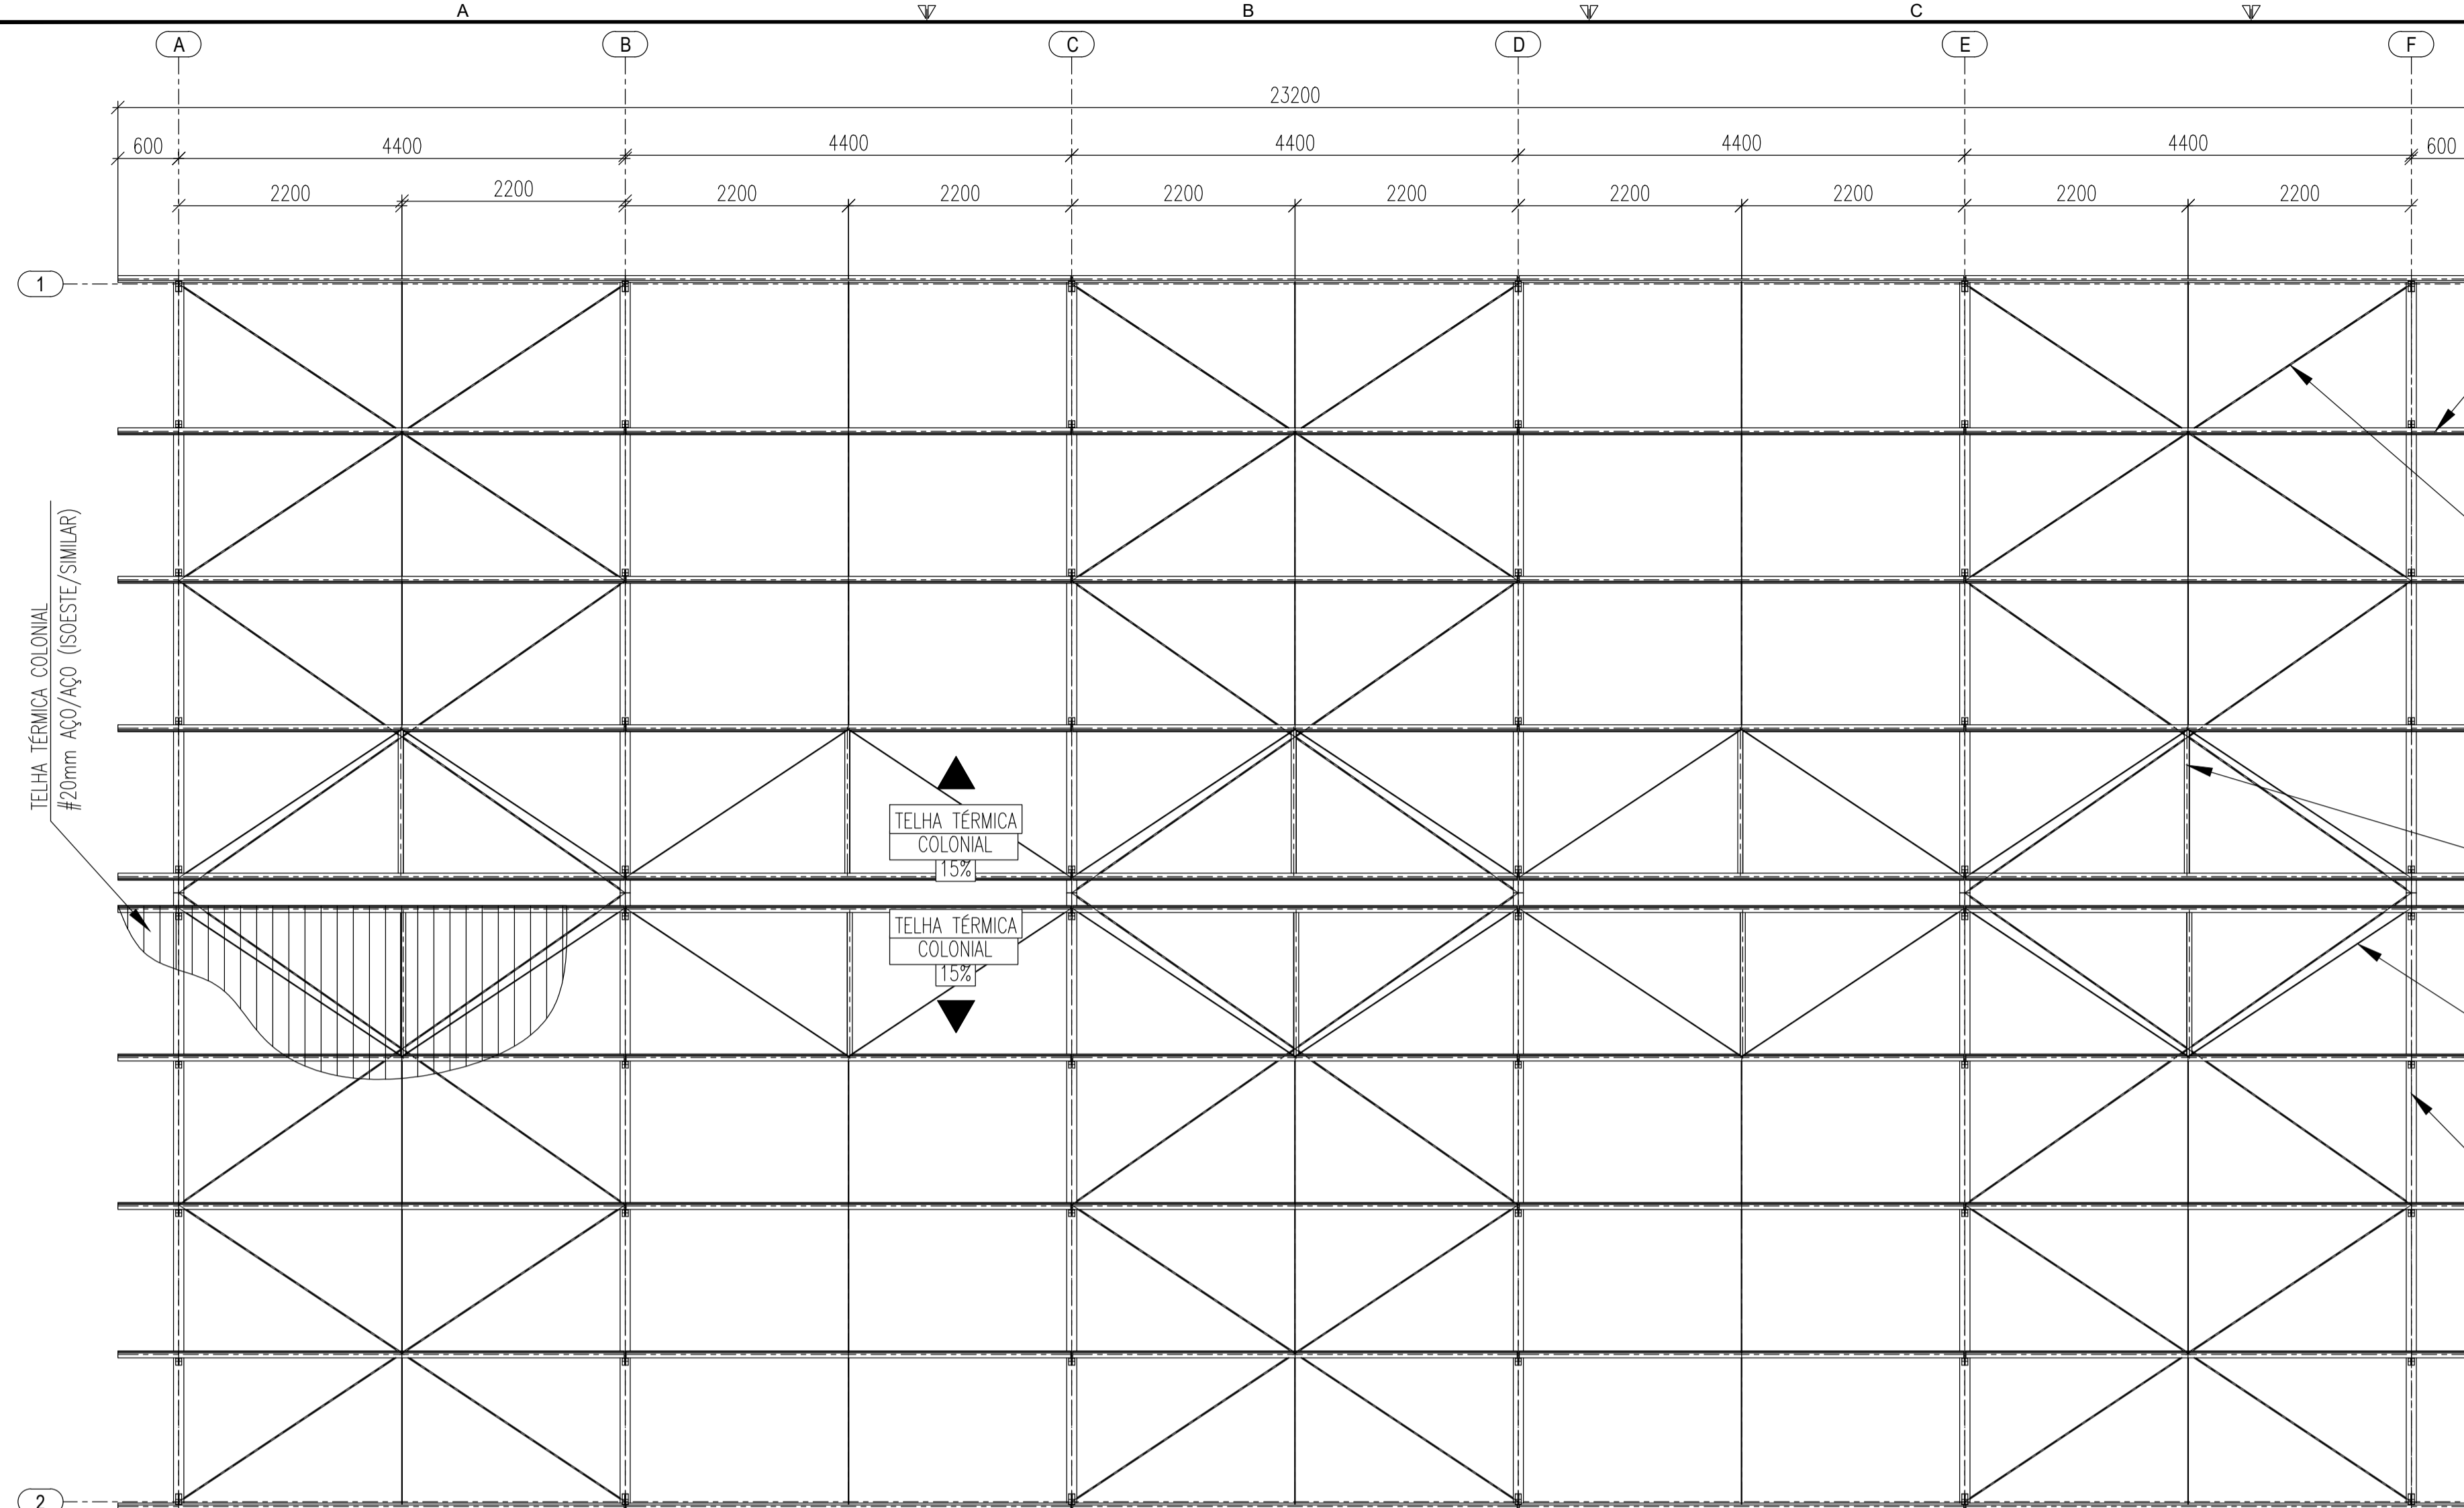 A B C
A B C D E F
23200
600 4400 4400 4400 4400 4400 600
2200 2200 2200 2200 2200 2200 2200 2200 2200 2200
1
TELHA TÉRMICA COLONIAL
#20mm AÇO/AÇO (ISOESTE/SIMILAR)
TELHA TÉRMICA
COLONIAL
15%
TELHA TÉRMICA
COLONIAL
15%
2